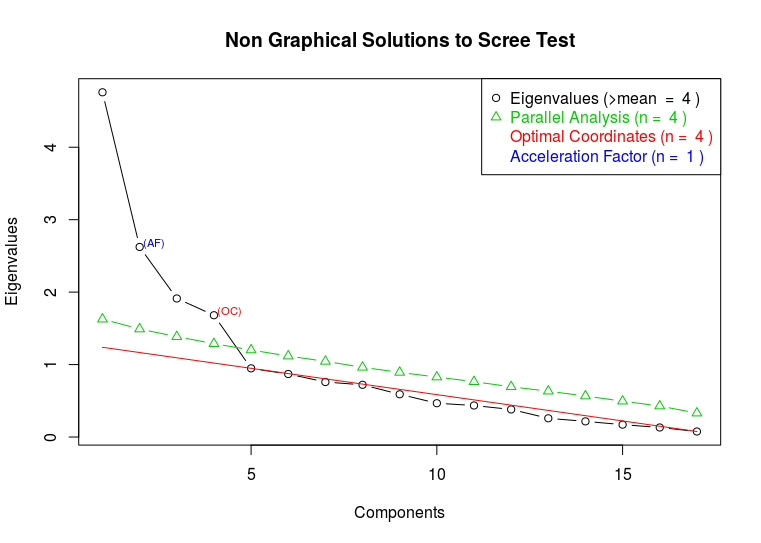 Non Graphical Solutions to Scree Test
Eigenvalues (>mean  =  4 )
Parallel Analysis (n =  4 )
Optimal Coordinates (n =  4 )
Acceleration Factor (n =  1 )
(AF)
(OC)
Eigenvalues
4
3
2
1
0
5
10
15
Components